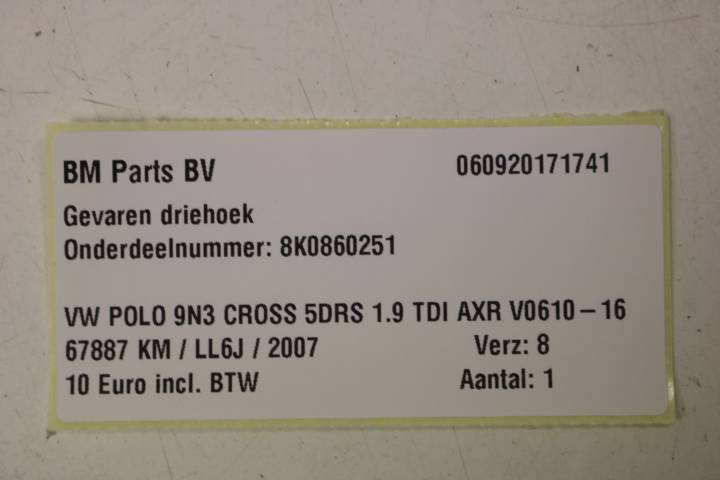 BM Parts BV 060920171741
Gevaren driehoek
Onderdeelnummer: 8K0860251
VW POLO 9N3 CROSS 5DRS 1.9 TDI AXR V0610-16
67887 KM / LL6J / 2007 Verz: 8
10 Euro incl. BTW Aantal: 1